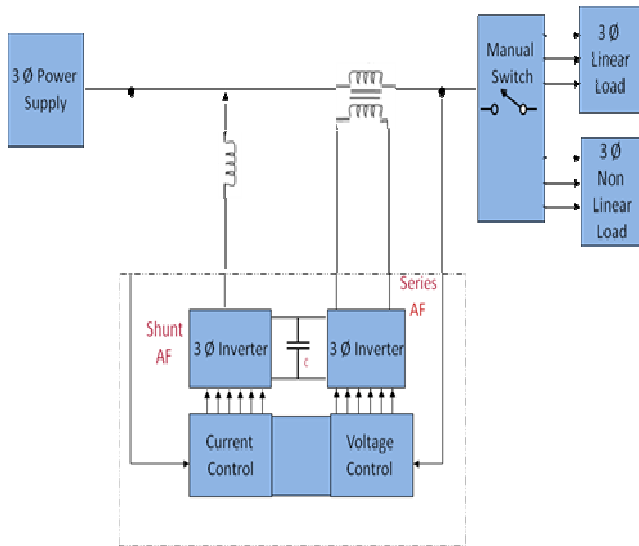 3 Ø Power
Supply
Manual
Switch
3 Ø
Linear
Load
3 Ø
Non
Linear
Load
Shunt
AF
Series
AF
3 Ø Inverter
C
3 Ø Inverter
Current
Control
Voltage
Control